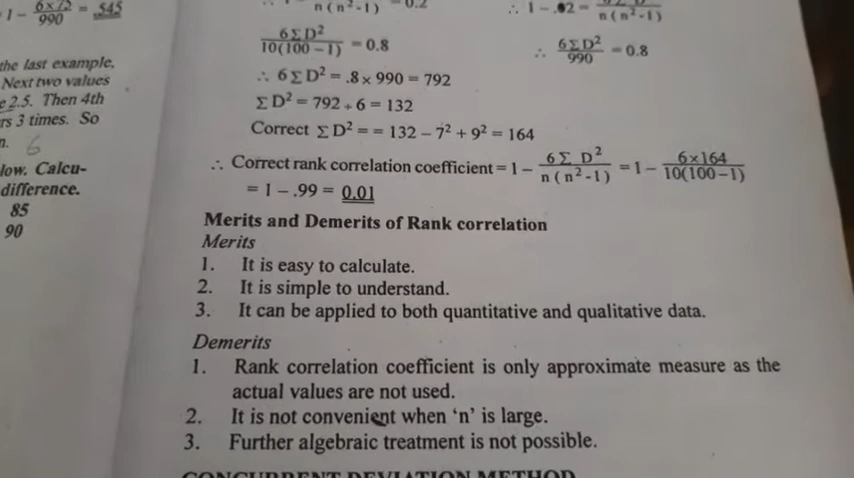 1 - 6×72 / 990 = .545
the last example,
Next two values
e 2.5. Then 4th
rs 3 times. So
n. 6
low. Calcu-
difference.
85
90
n(n²-1) = 0.2
6ΣD² / 10(100-1) = 0.8
∴ 6ΣD² = .8 × 990 = 792
ΣD² = 792 ÷ 6 = 132
Correct ΣD² = = 132 – 7² + 9² = 164
∴ Correct rank correlation coefficient = 1 – 6Σ D² / n(n²-1) = 1 – 6×164 / 10(100–1)
= 1 – .99 = 0.01
∴ 1 - .02 = n(n²-1)
∴ 6ΣD² / 990 = 0.8
Merits and Demerits of Rank correlation
Merits
1. It is easy to calculate.
2. It is simple to understand.
3. It can be applied to both quantitative and qualitative data.
Demerits
1. Rank correlation coefficient is only approximate measure as the
actual values are not used.
2. It is not convenient when ‘n’ is large.
3. Further algebraic treatment is not possible.
CONCURRENT DEVIATION METHOD